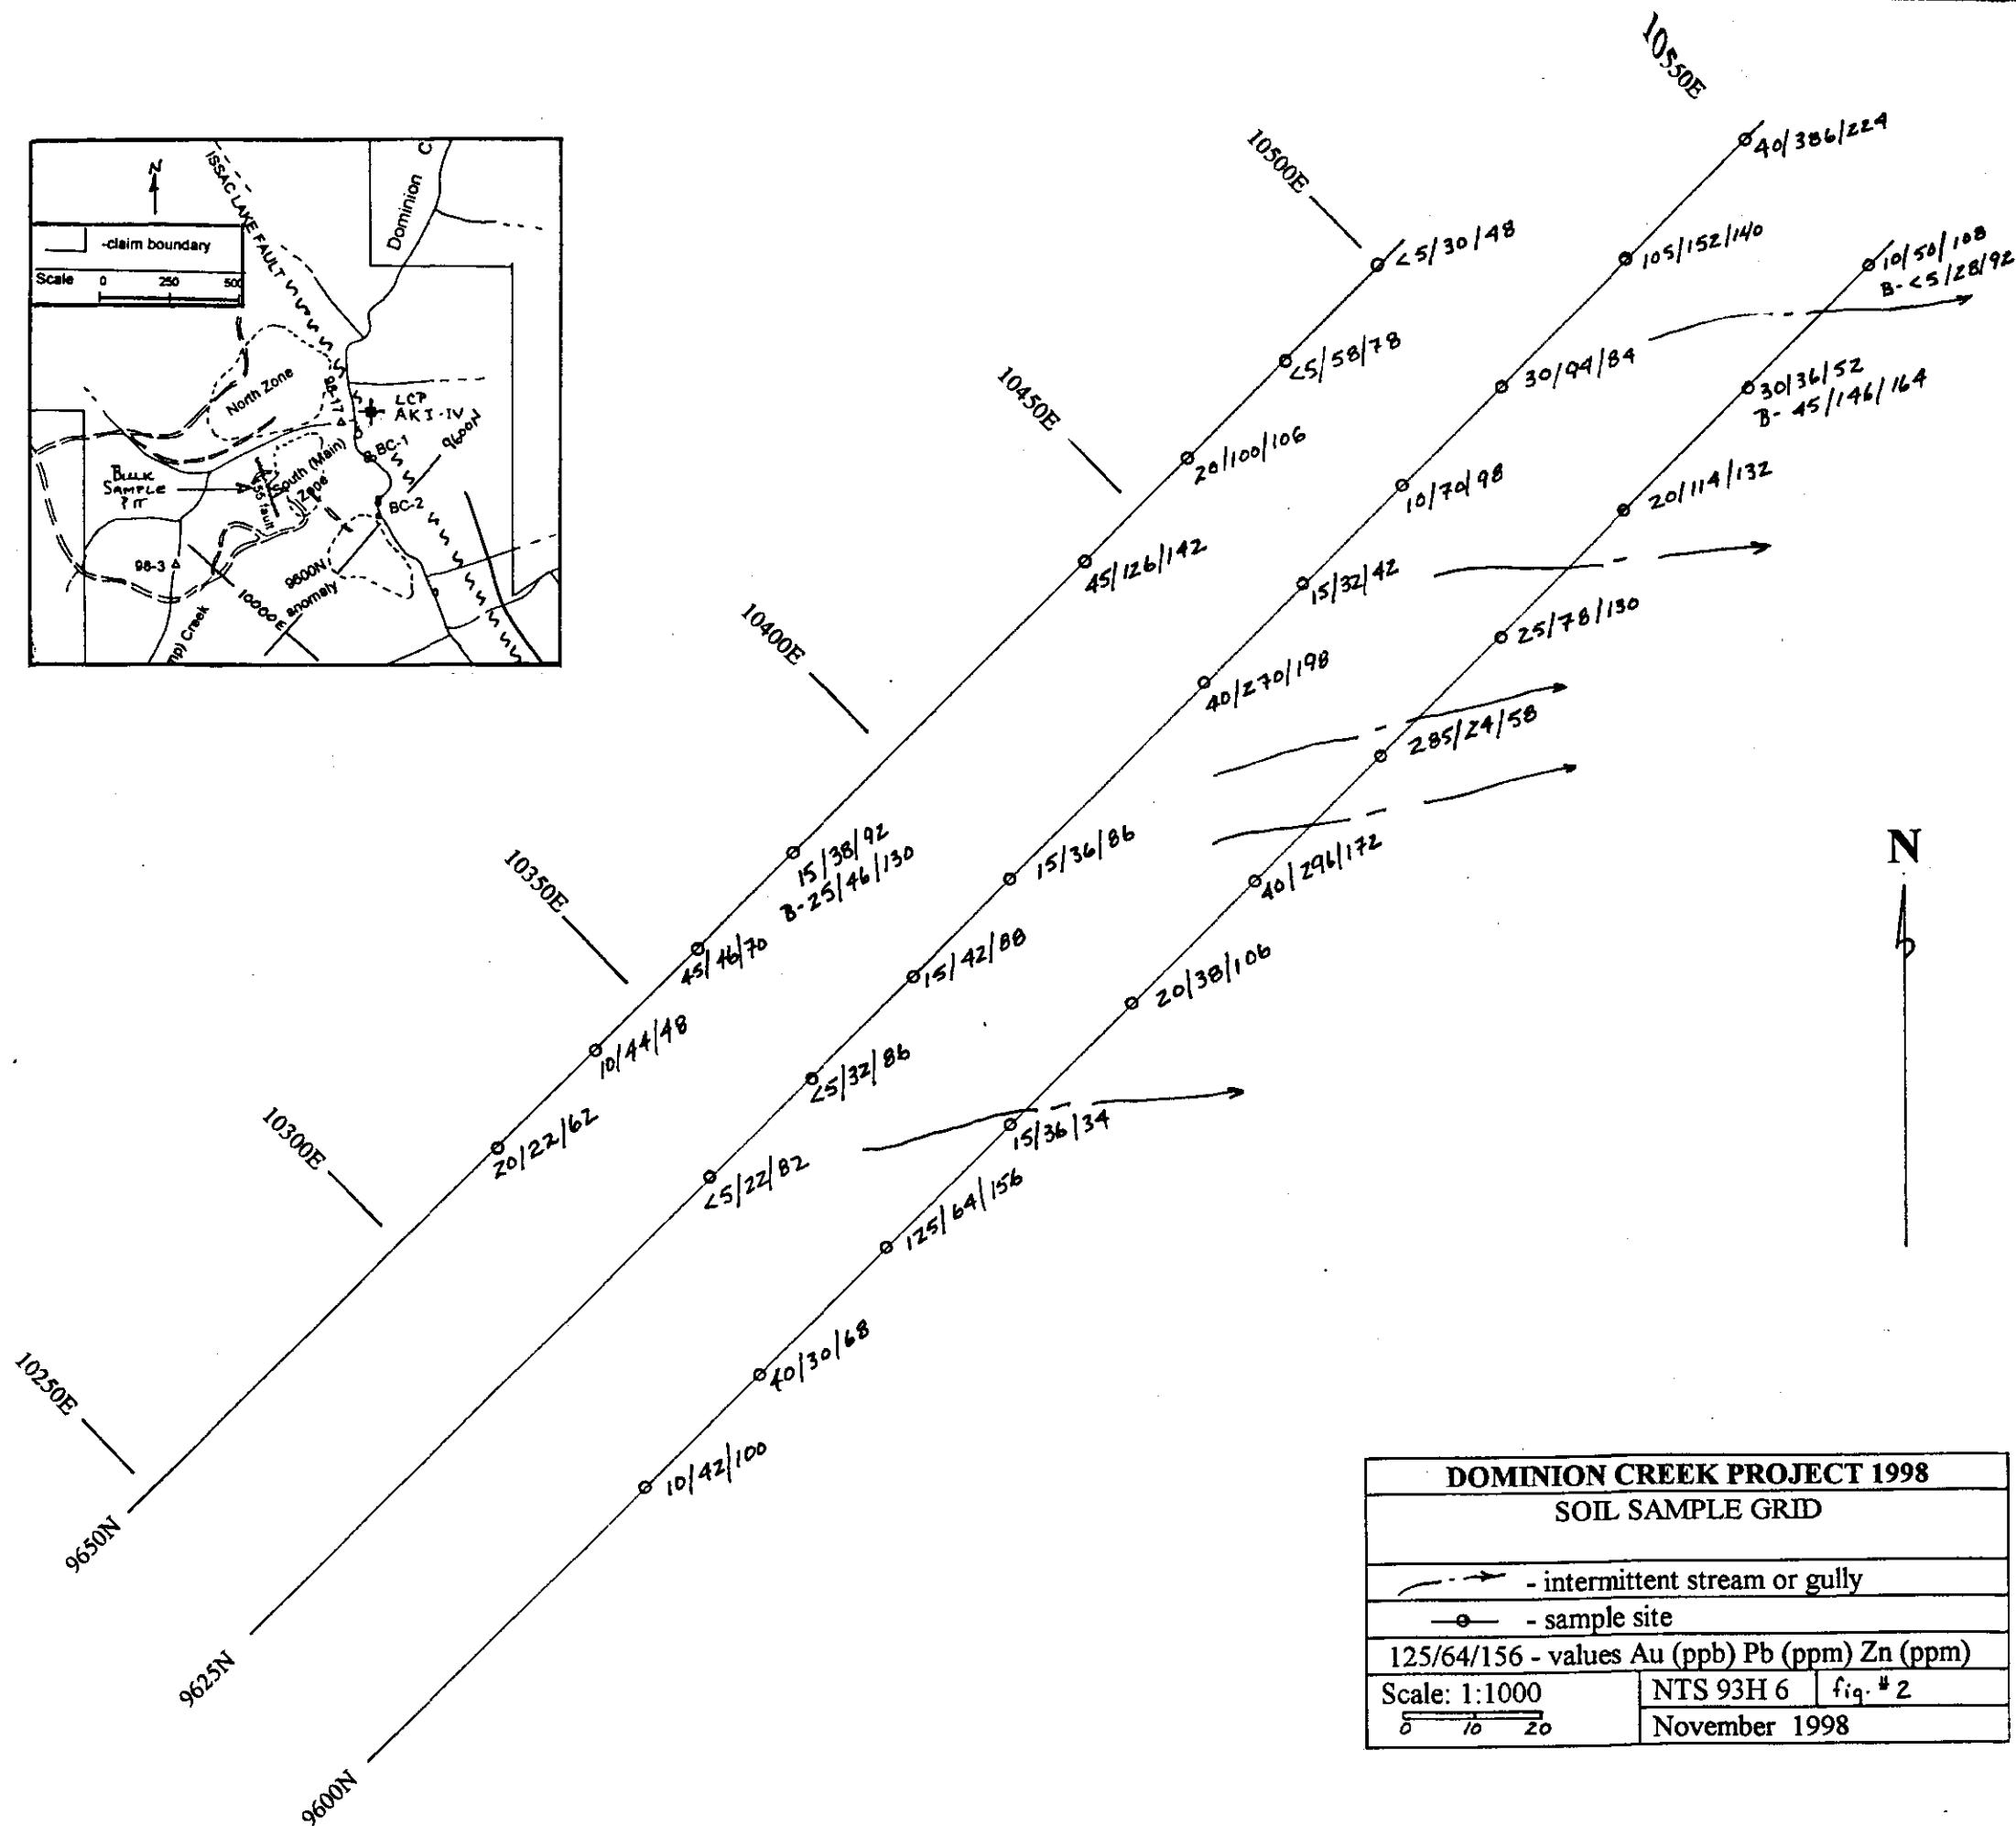 10550E
10500E
10450E
10400E
10350E
10300E
10250E
9650N
9625N
9600N
N
-claim boundary
Scale 0 250 500
ISSAC LAKE FAULT
Dominion C
North Zone
98-17
LCP
AKI-IV
BC-1
9600N
South (Main)
Zone
BULK
SAMPLE
PIT
fault
BC-2
98-3
9600N
anomaly
10000E
mp) Creek
<5/30/48
<5/58/78
20/100/106
45/126/142
15/38/92
B-25/46/130
45/46/70
10/44/48
20/22/62
40/386/224
105/152/140
30/94/84
10/70/98
15/32/42
40/270/198
15/36/86
15/42/88
<5/32/86
<5/22/82
10/50/108
B-<5/28/92
30/36/52
B-45/146/164
20/114/132
25/78/130
285/24/58
40/296/172
20/38/106
15/36/34
125/64/156
40/30/68
10/42/100
N
DOMINION CREEK PROJECT 1998
SOIL SAMPLE GRID
- intermittent stream or gully
- sample site
125/64/156 - values Au (ppb) Pb (ppm) Zn (ppm)
Scale: 1:1000
0 10 20
NTS 93H 6
fig. #2
November 1998